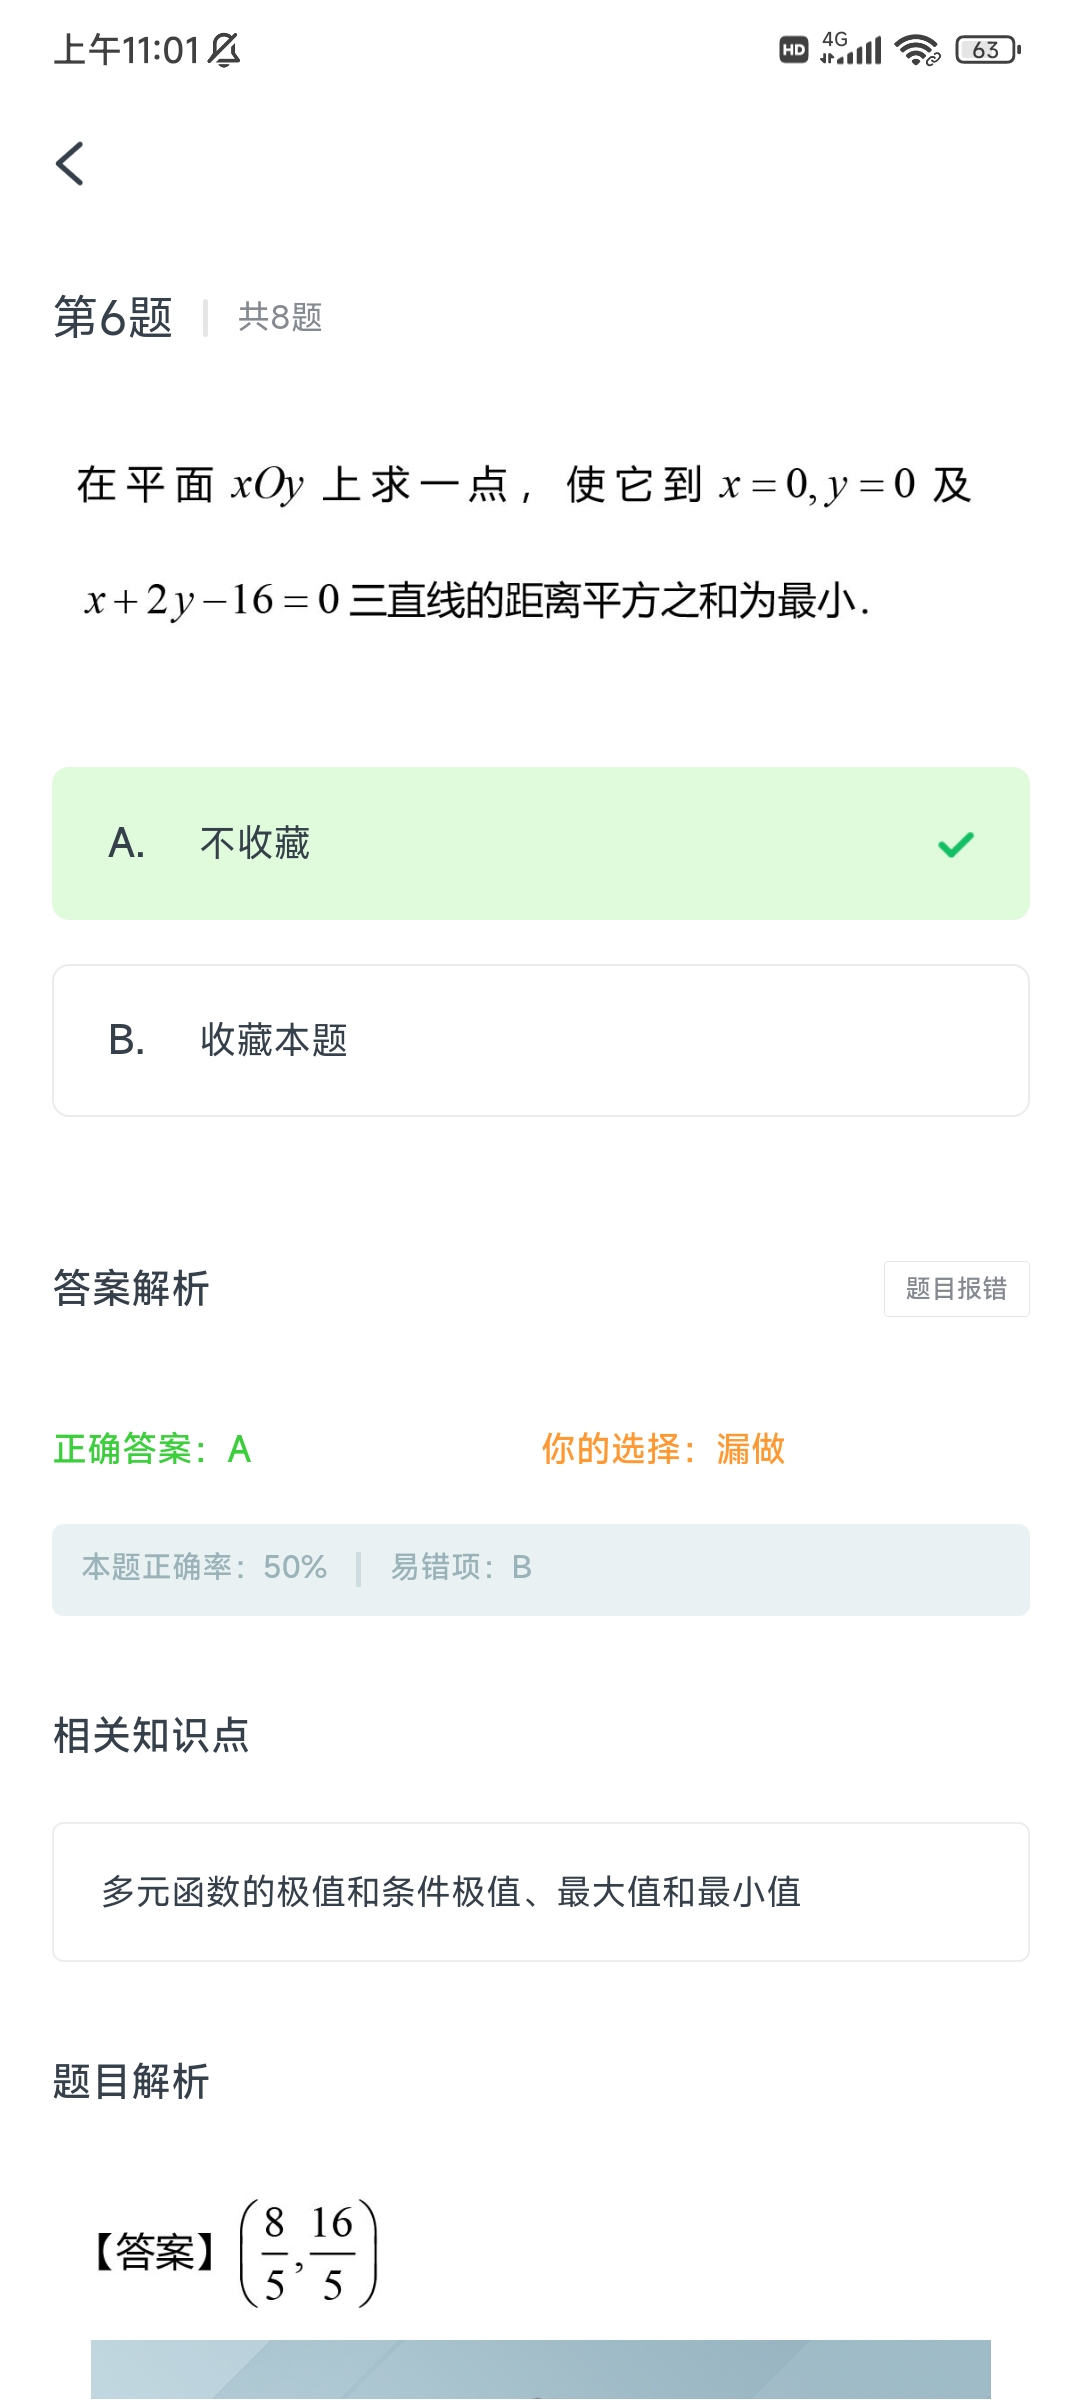 上午11:01
HD 4G 63
第6题 共8题
在平面 xOy 上求一点，使它到 x = 0, y = 0 及
x + 2y − 16 = 0 三直线的距离平方之和为最小.
A. 不收藏
B. 收藏本题
答案解析 题目报错
正确答案：A 你的选择：漏做
本题正确率：50% 易错项：B
相关知识点
多元函数的极值和条件极值、最大值和最小值
题目解析
【答案】(8/5, 16/5)